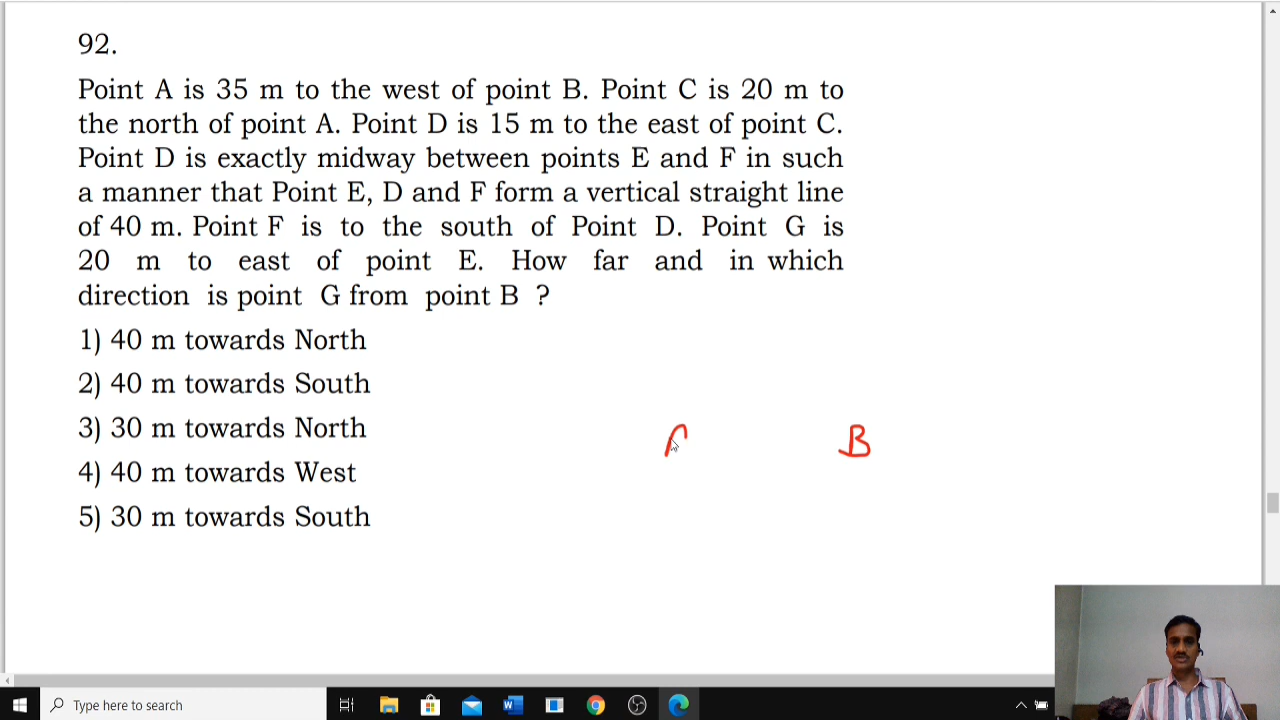 92.
Point A is 35 m to the west of point B. Point C is 20 m to
the north of point A. Point D is 15 m to the east of point C.
Point D is exactly midway between points E and F in such
a manner that Point E, D and F form a vertical straight line
of 40 m. Point F is to the south of Point D. Point G is
20 m to east of point E. How far and in which
direction is point G from point B ?
1) 40 m towards North
2) 40 m towards South
3) 30 m towards North
4) 40 m towards West
5) 30 m towards South
B
Type here to search